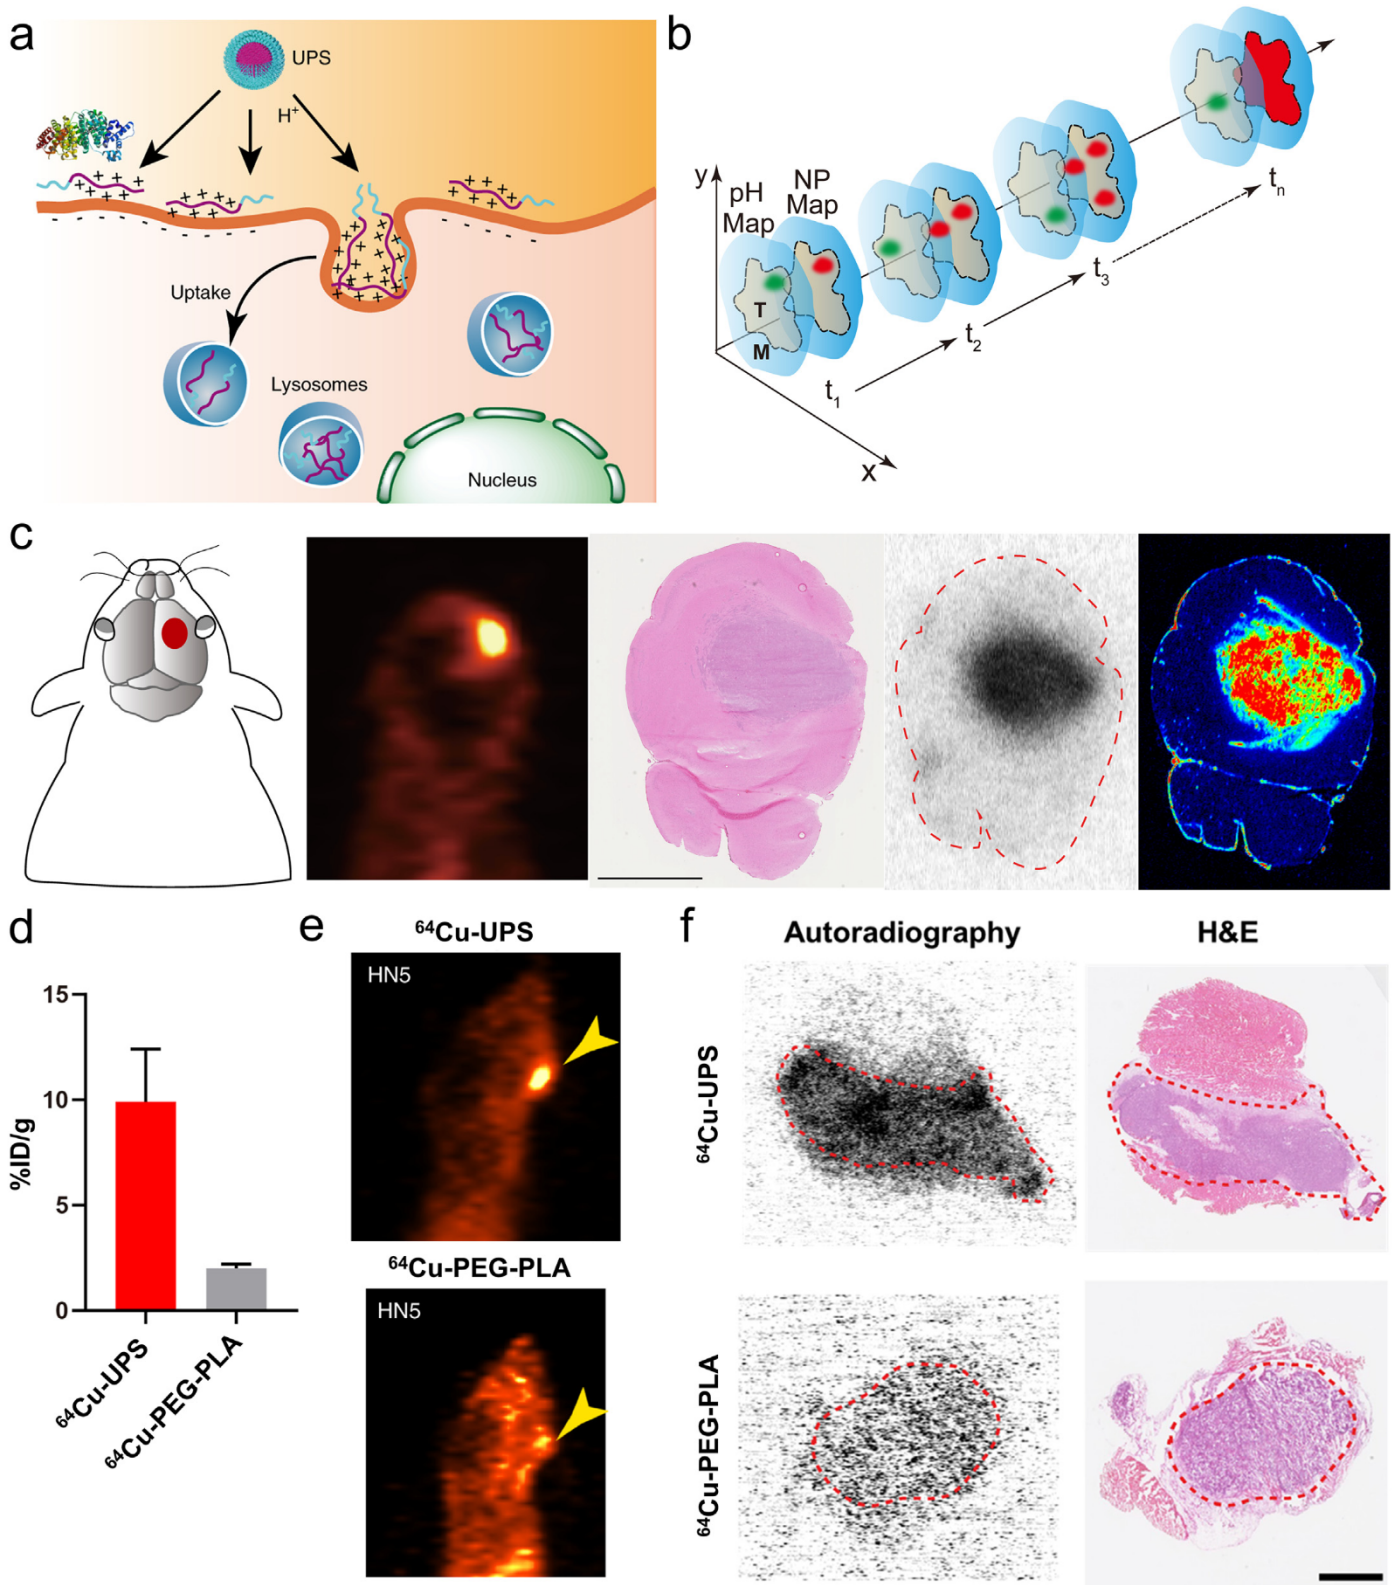 a
UPS
H+
Uptake
Lysosomes
Nucleus
b
y
pH
Map
NP
Map
T
M
t1
t2
t3
tn
x
c
d
15
10
5
0
%ID/g
64Cu-UPS
64Cu-PEG-PLA
e
64Cu-UPS
HN5
64Cu-PEG-PLA
HN5
f
Autoradiography
H&E
64Cu-UPS
64Cu-PEG-PLA